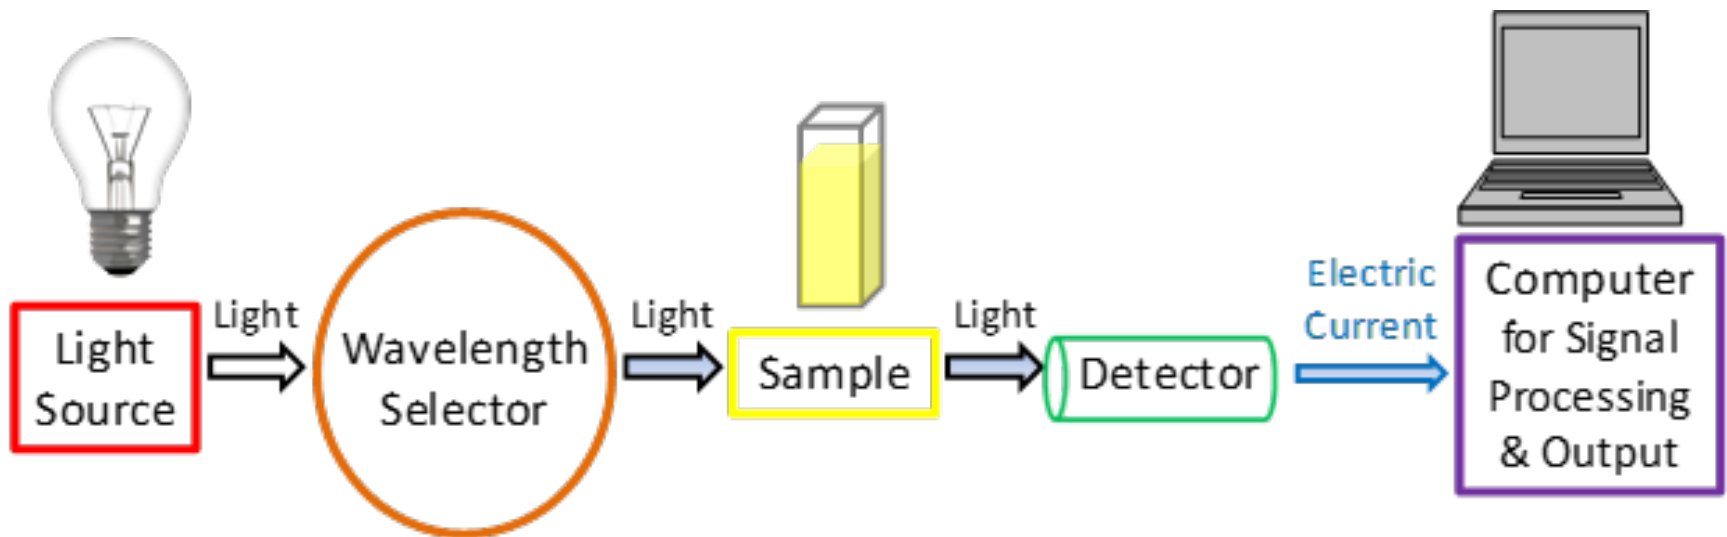 Light
Source
Light
Wavelength
Selector
Light
Sample
Light
Detector
Electric
Current
Computer
for Signal
Processing
& Output